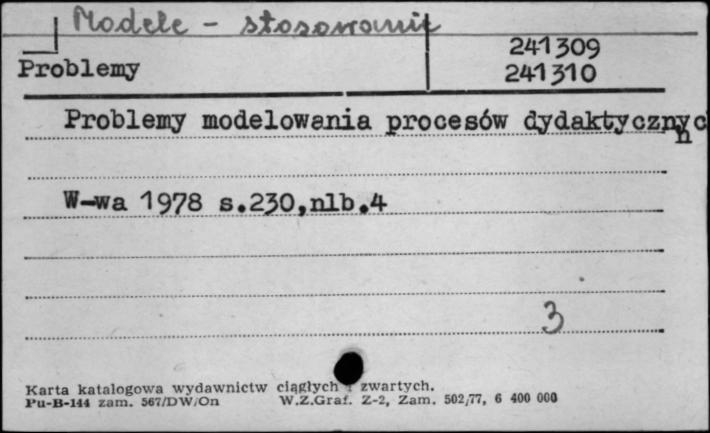 Modele - stosowanie
241309
Problemy
241310
Problemy modelowania procesów dydaktycznyc
h
W-wa 1978 s.230,nlb.4
3
Karta katalogowa wydawnictw ciągłych i zwartych.
Pu-B-144 zam. 567/DW/On W.Z.Graf. Z-2, Zam. 502/77, 6 400 000